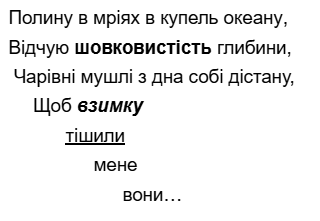 Полину в мріях в купель океану,
Відчую шовковистість глибини,
Чарівні мушлі з дна собі дістану,
Щоб взимку
тішили
мене
вони…